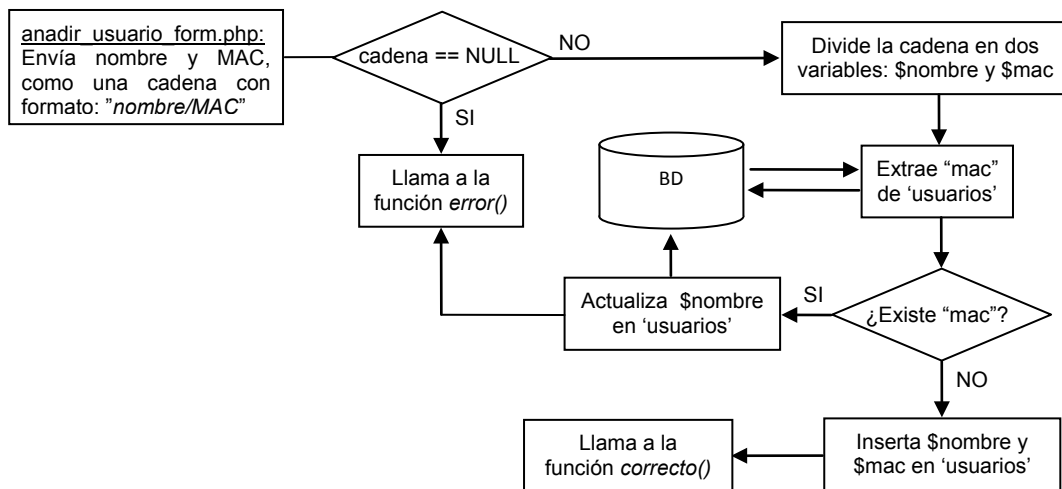 anadir_usuario_form.php:
Envía nombre y MAC,
como una cadena con
formato: "nombre/MAC"
cadena == NULL
NO
Divide la cadena en dos
variables: $nombre y $mac
SI
Llama a la
función error()
BD
Extrae "mac"
de 'usuarios'
Actualiza $nombre
en 'usuarios'
SI
¿Existe "mac"?
NO
Llama a la
función correcto()
Inserta $nombre y
$mac en 'usuarios'